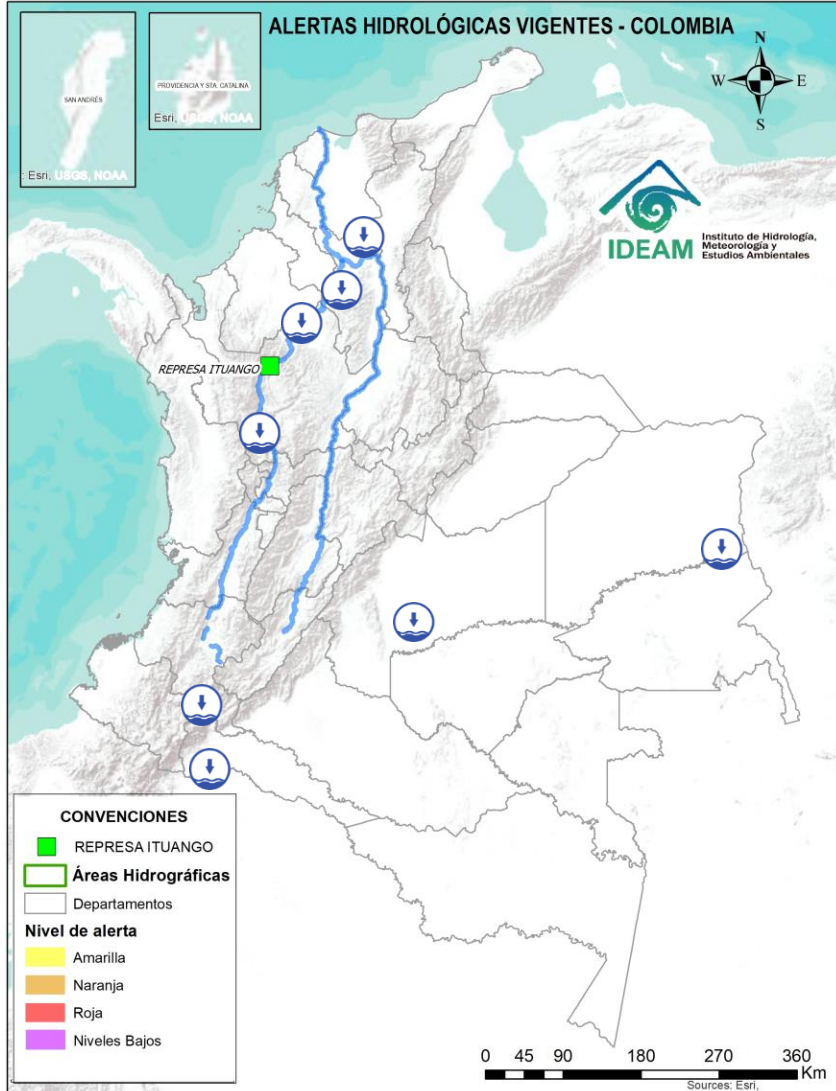 ALERTAS HIDROLÓGICAS VIGENTES - COLOMBIA
SAN ANDRÉS
: Esri, USGS, NOAA
PROVIDENCIA Y STA. CATALINA
Esri, USGS, NOAA
N
W E
S
IDEAM
Instituto de Hidrología,
Meteorología y
Estudios Ambientales
REPRESA ITUANGO
CONVENCIONES
REPRESA ITUANGO
Áreas Hidrográficas
Departamentos
Nivel de alerta
Amarilla
Naranja
Roja
Niveles Bajos
0 45 90 180 270 360
Km
Sources: Esri,